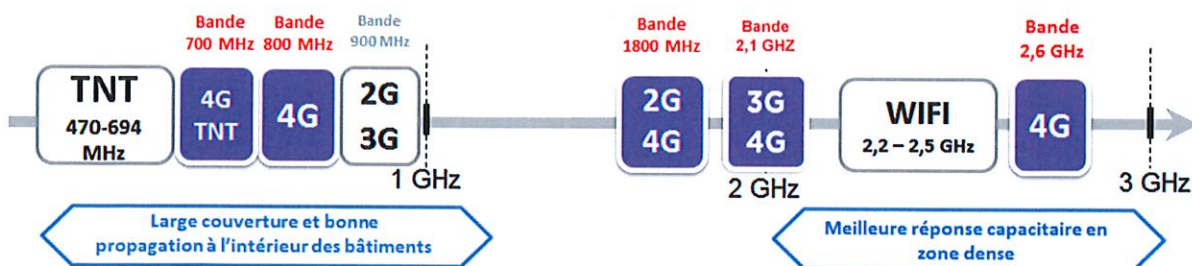 Bande
700 MHz
Bande
800 MHz
Bande
900 MHz
Bande
1800 MHz
Bande
2,1 GHZ
Bande
2,6 GHz
TNT
470-694
MHz
4G
TNT
4G
2G
3G
2G
4G
3G
4G
WIFI
2,2 – 2,5 GHz
4G
1 GHz
2 GHz
3 GHz
Large couverture et bonne
propagation à l'intérieur des bâtiments
Meilleure réponse capacitaire en
zone dense